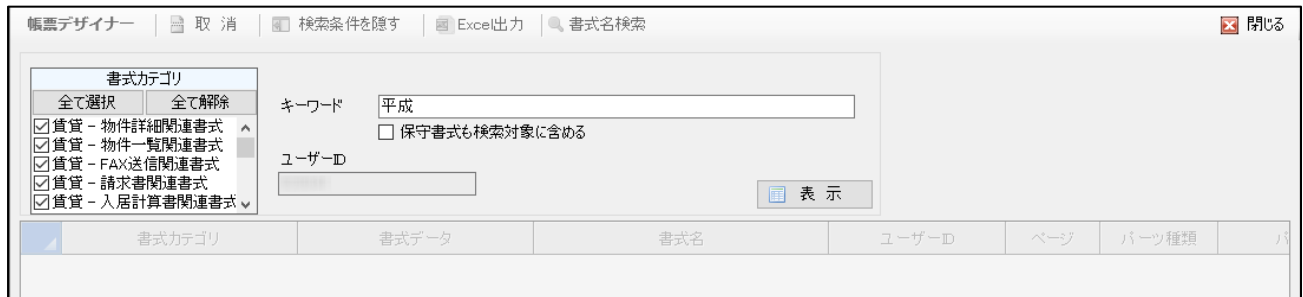 帳票デザイナー 取 消 検索条件を隠す Excel出力 書式名検索 閉じる
書式カテゴリ
全て選択 全て解除
賃貸 - 物件詳細関連書式
賃貸 - 物件一覧関連書式
賃貸 - FAX送信関連書式
賃貸 - 請求書関連書式
賃貸 - 入居計算書関連書式
キーワード 平成
保守書式も検索対象に含める
ユーザーID
表 示
書式カテゴリ 書式データ 書式名 ユーザーID ページ パーツ種類 パ